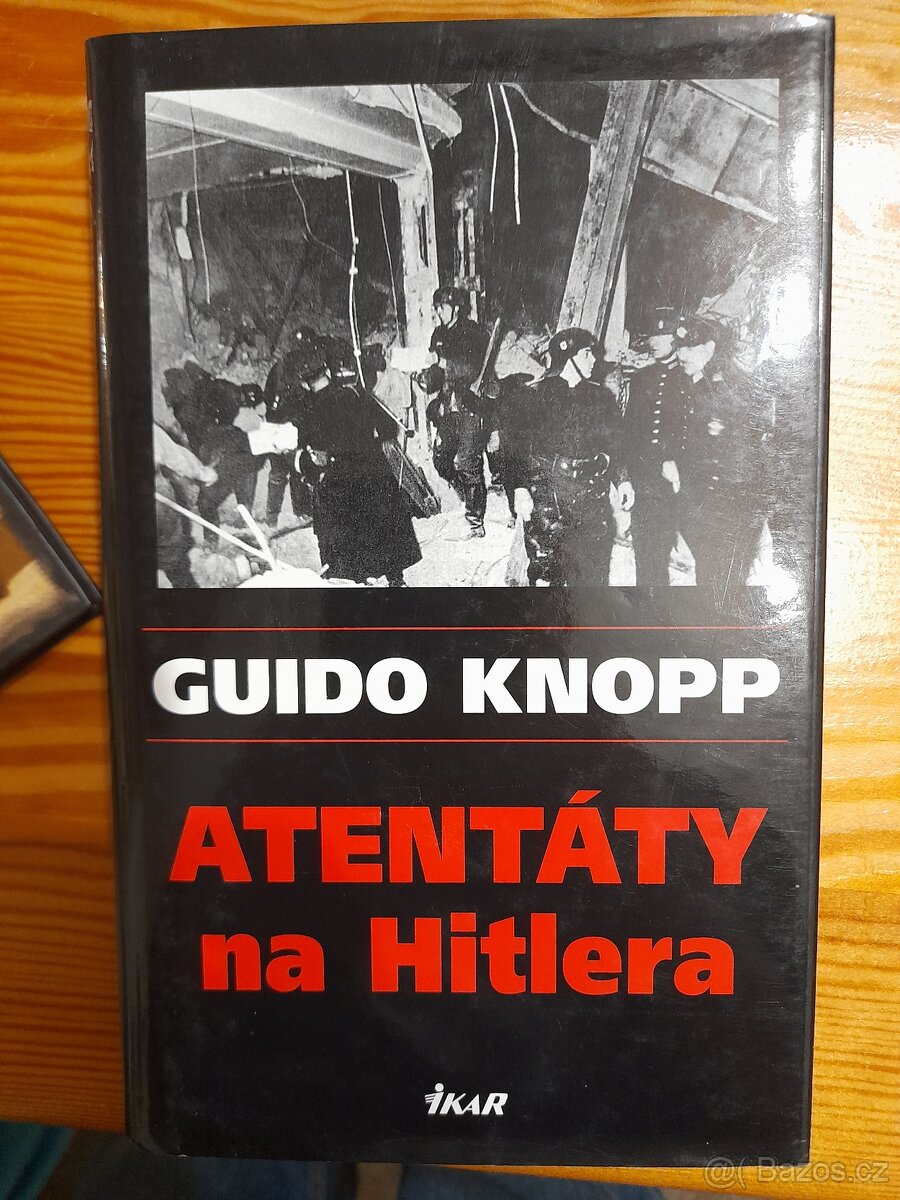 GUIDO KNOPP
ATENTÁTY
na Hitlera
iKAR
@( Bazos.cz